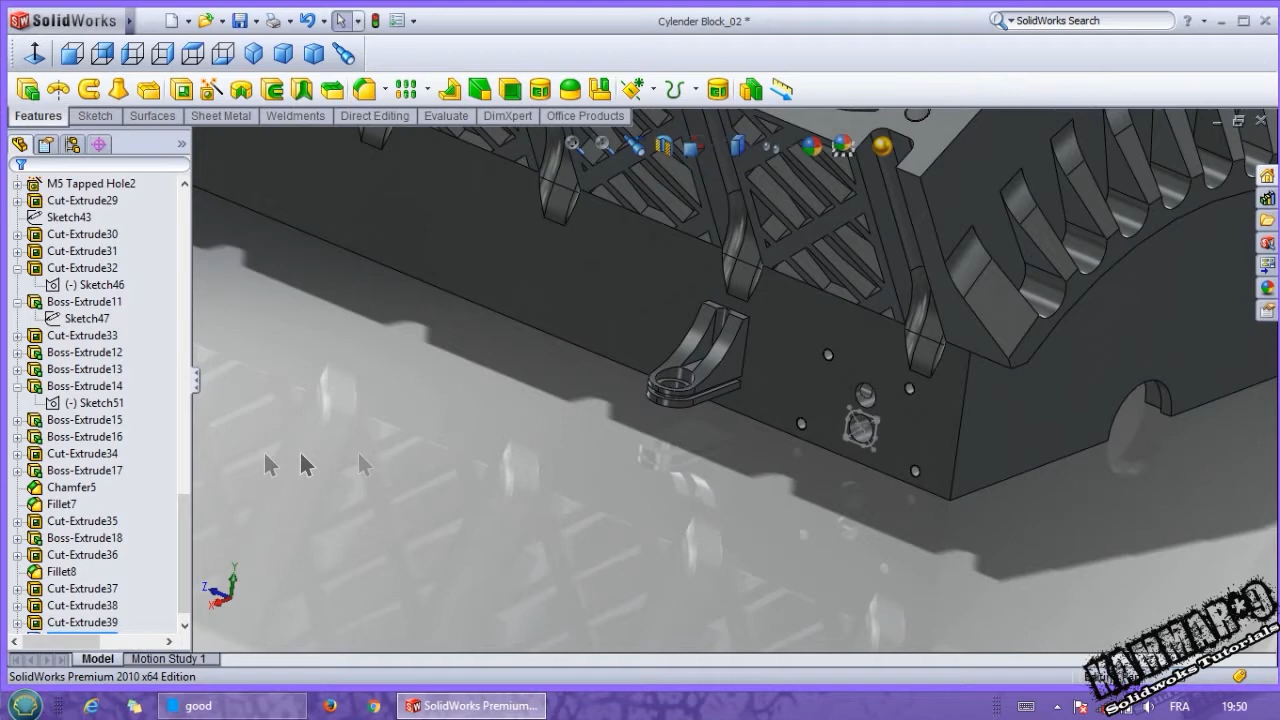 SolidWorks
Cylender Block_02 *
SolidWorks Search
Features
Sketch
Surfaces
Sheet Metal
Weldments
Direct Editing
Evaluate
DimXpert
Office Products
M5 Tapped Hole2
Cut-Extrude29
Sketch43
Cut-Extrude30
Cut-Extrude31
Cut-Extrude32
(-) Sketch46
Boss-Extrude11
Sketch47
Cut-Extrude33
Boss-Extrude12
Boss-Extrude13
Boss-Extrude14
(-) Sketch51
Boss-Extrude15
Boss-Extrude16
Cut-Extrude34
Boss-Extrude17
Chamfer5
Fillet7
Cut-Extrude35
Boss-Extrude18
Cut-Extrude36
Fillet8
Cut-Extrude37
Cut-Extrude38
Cut-Extrude39
Y
Z
X
Model
Motion Study 1
SolidWorks Premium 2010 x64 Edition
Solidwoks Tutorials
good
SolidWorks Premium...
FR
19:50